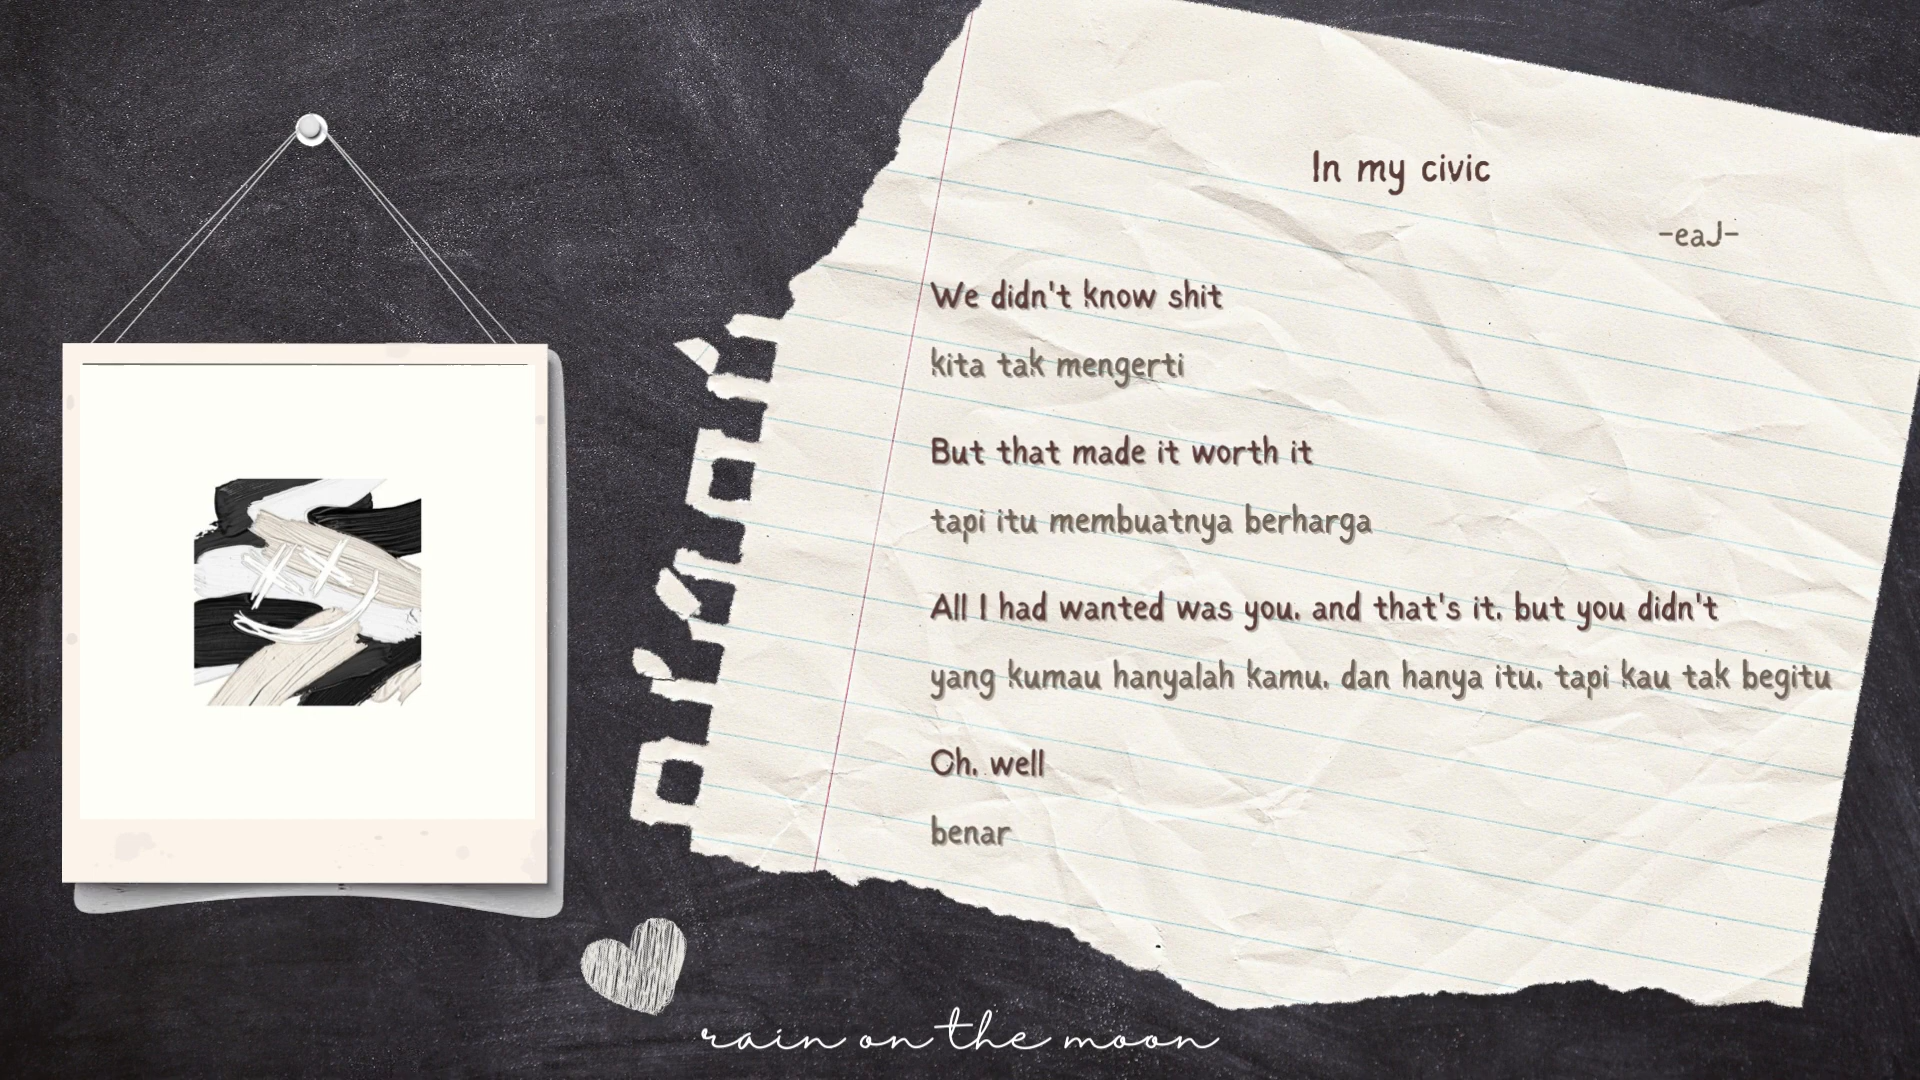 In my civic
-eaJ-
We didn't know shit
kita tak mengerti
But that made it worth it
tapi itu membuatnya berharga
All I had wanted was you. and that's it. but you didn't
yang kumau hanyalah kamu. dan hanya itu. tapi kau tak begitu
Oh. well
benar
rain on the moon